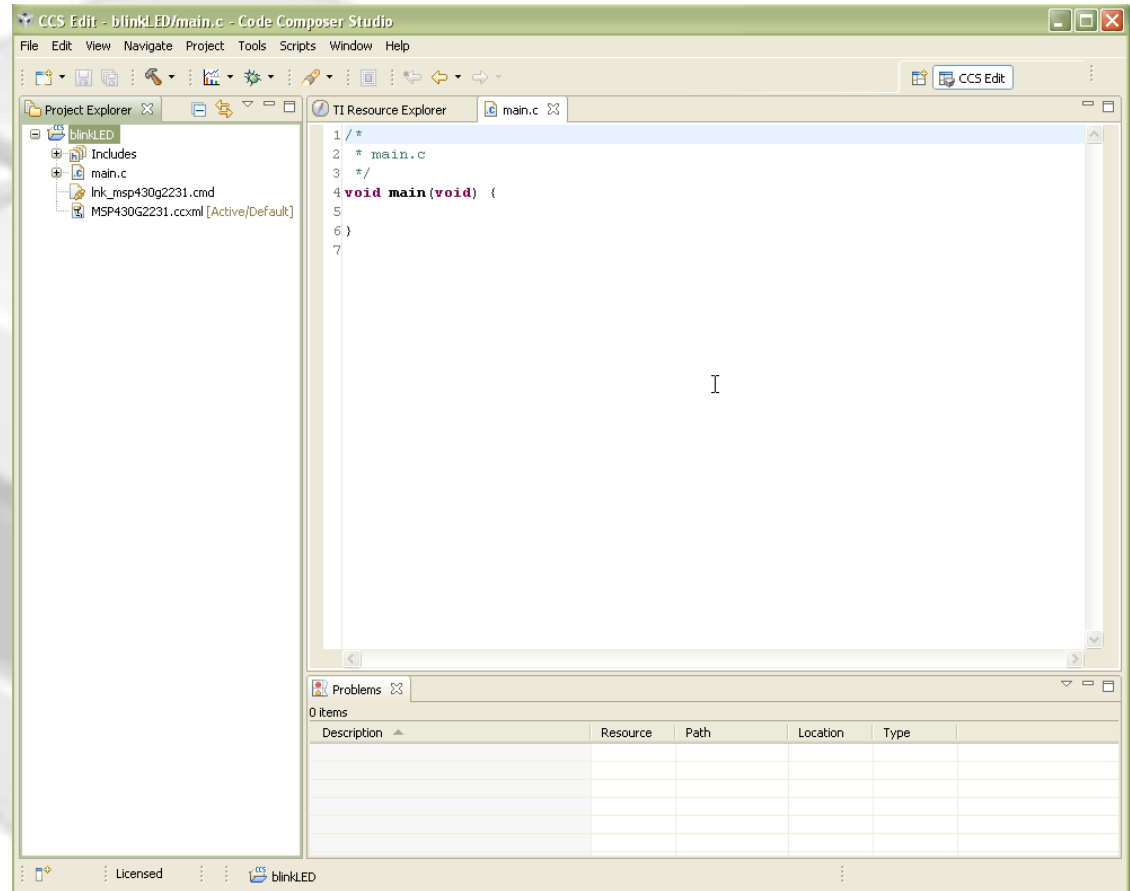 CCS Edit - blinkLED/main.c - Code Composer Studio
File Edit View Navigate Project Tools Scripts Window Help
CCS Edit
Project Explorer
TI Resource Explorer
main.c
blinkLED
Includes
main.c
lnk_msp430g2231.cmd
MSP430G2231.ccxml [Active/Default]
1 /*
2  * main.c
3  */
4 void main(void) {
5
6 }
7
Problems
0 items
Description Resource Path Location Type
Licensed blinkLED